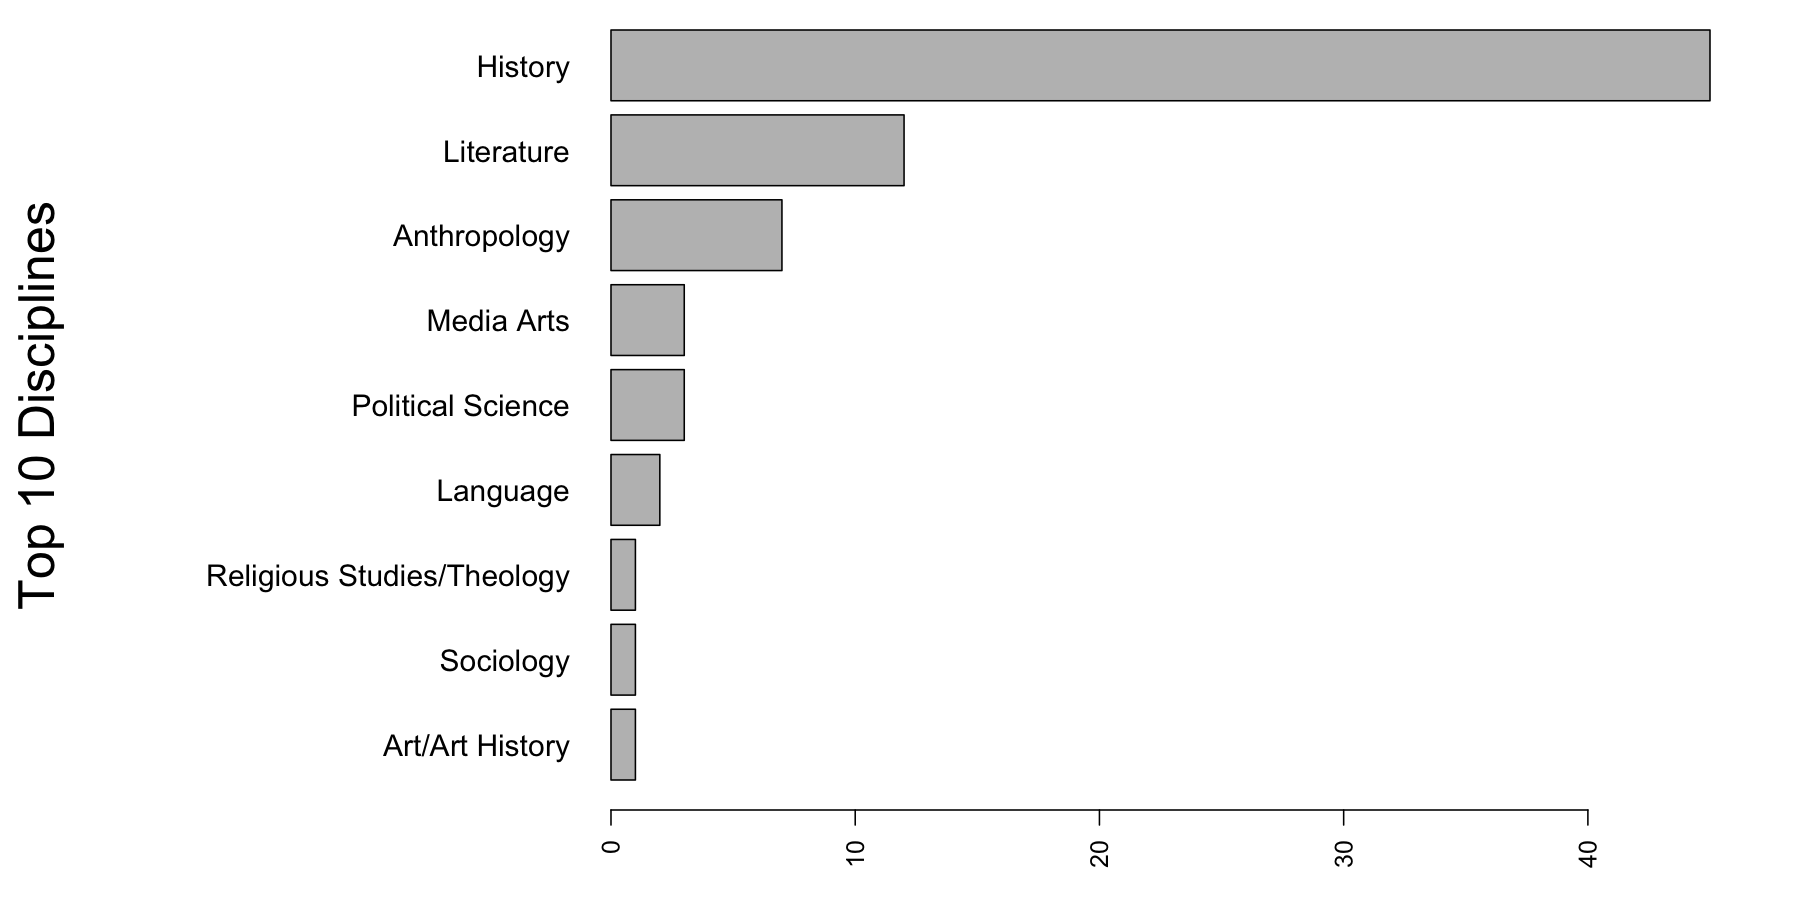 Top 10 Disciplines
History
Literature
Anthropology
Media Arts
Political Science
Language
Religious Studies/Theology
Sociology
Art/Art History
0 10 20 30 40